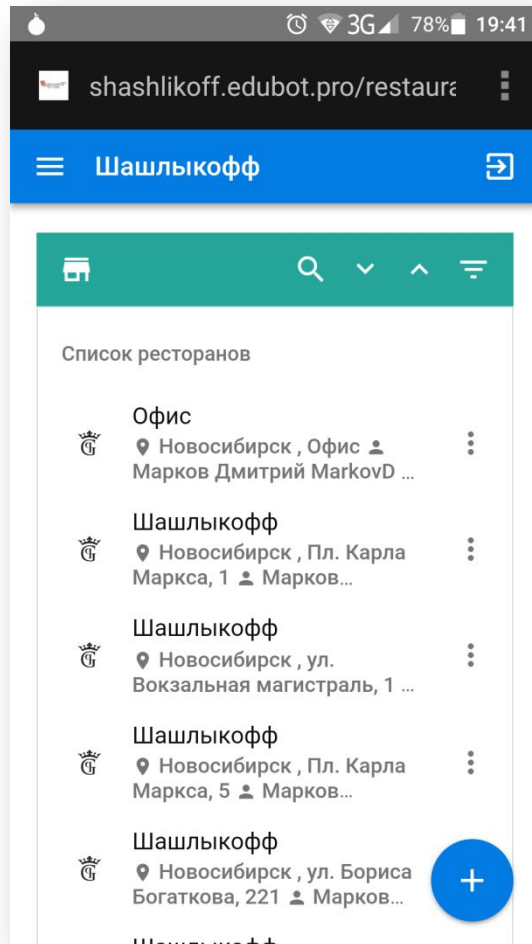 3G 78% 19:41
shashlikoff.edubot.pro/restaura
Шашлыкофф
Список ресторанов
Офис
Новосибирск , Офис
Марков Дмитрий MarkovD ...
Шашлыкофф
Новосибирск , Пл. Карла
Маркса, 1 Марков...
Шашлыкофф
Новосибирск , ул.
Вокзальная магистраль, 1 ...
Шашлыкофф
Новосибирск , Пл. Карла
Маркса, 5 Марков...
Шашлыкофф
Новосибирск , ул. Бориса
Богаткова, 221 Марков...
Шашлыкофф